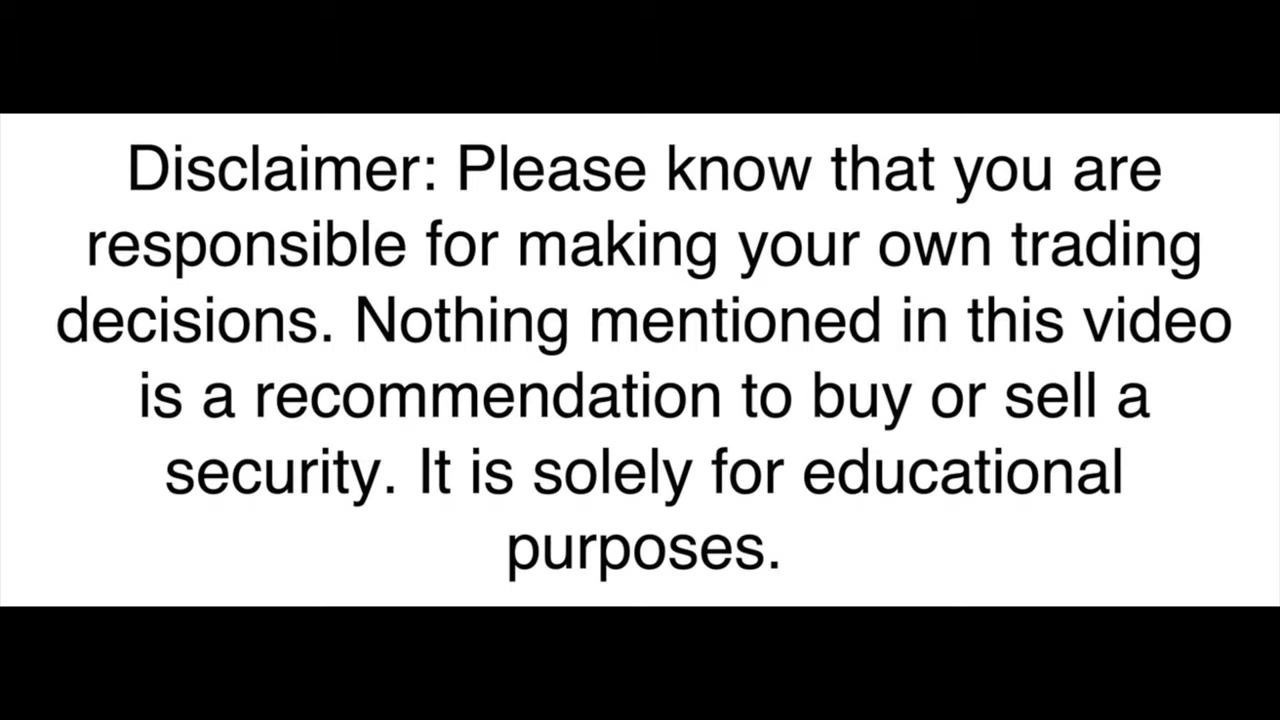 Disclaimer: Please know that you are
responsible for making your own trading
decisions. Nothing mentioned in this video
is a recommendation to buy or sell a
security. It is solely for educational
purposes.